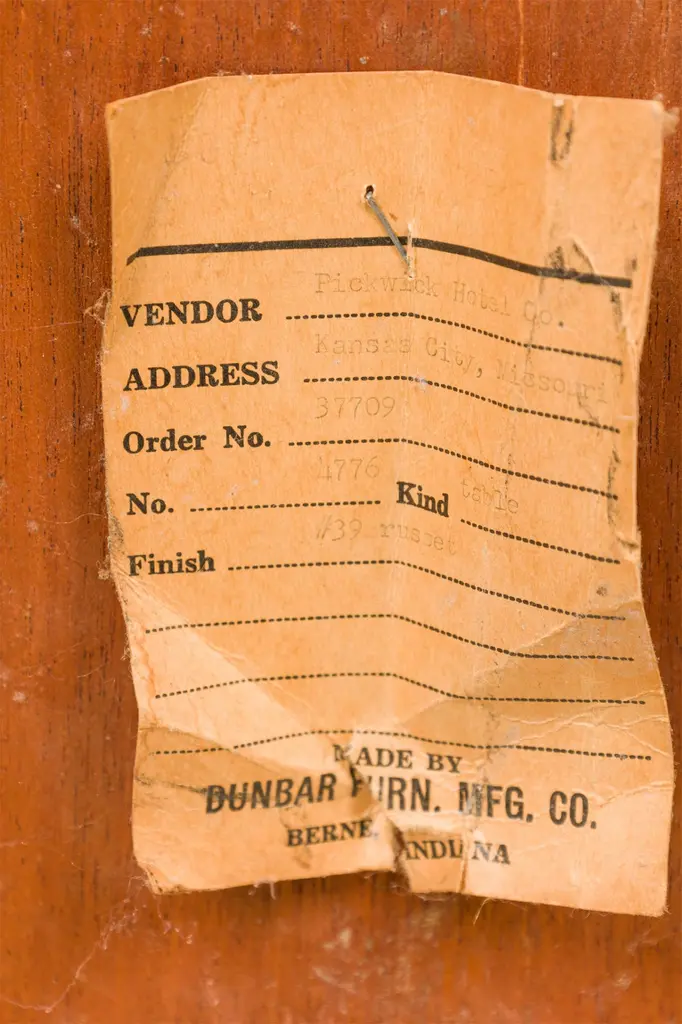 VENDOR Pickwick Hotel Co.
ADDRESS Kansas City, Missouri
Order No. 37709
No. 4776 Kind table
Finish #39 russet
MADE BY
DUNBAR FURN. MFG. CO.
BERNE, INDIANA